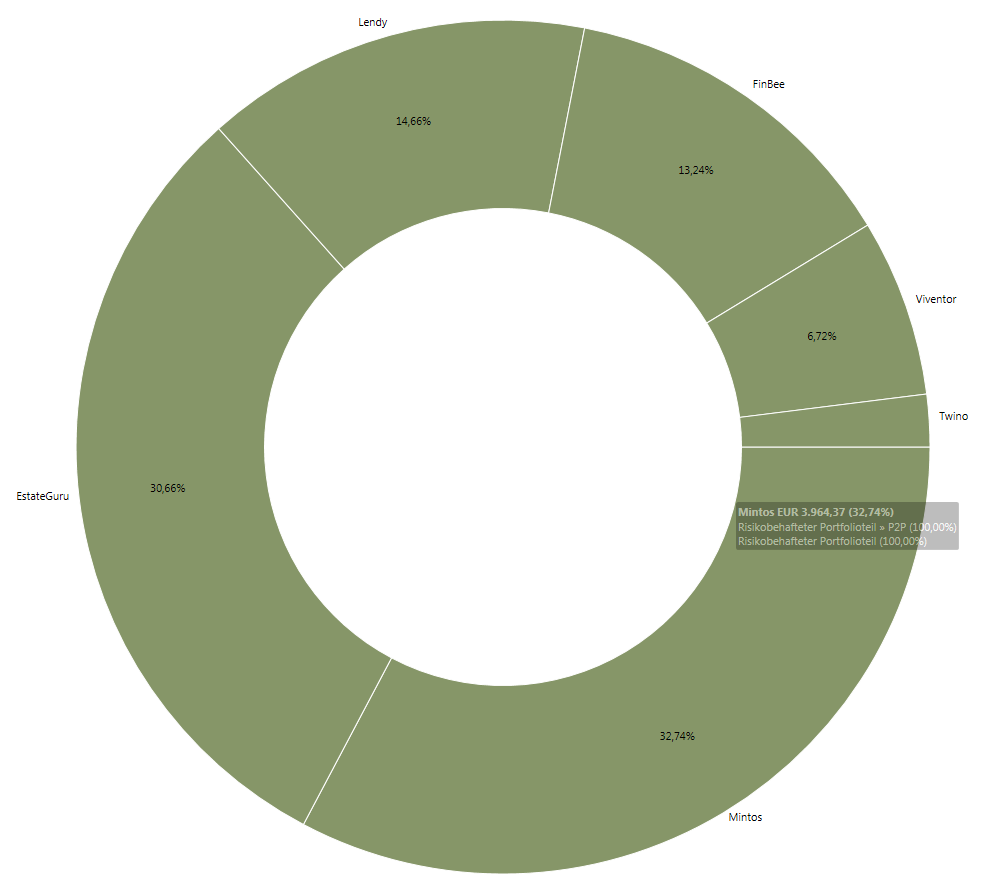 Lendy
FinBee
14,66%
13,24%
Viventor
6,72%
Twino
30,66%
EstateGuru
Mintos EUR 3.964,37 (32,74%)
Risikobehafteter Portfolioteil » P2P (100,00%)
Risikobehafteter Portfolioteil (100,00%)
32,74%
Mintos